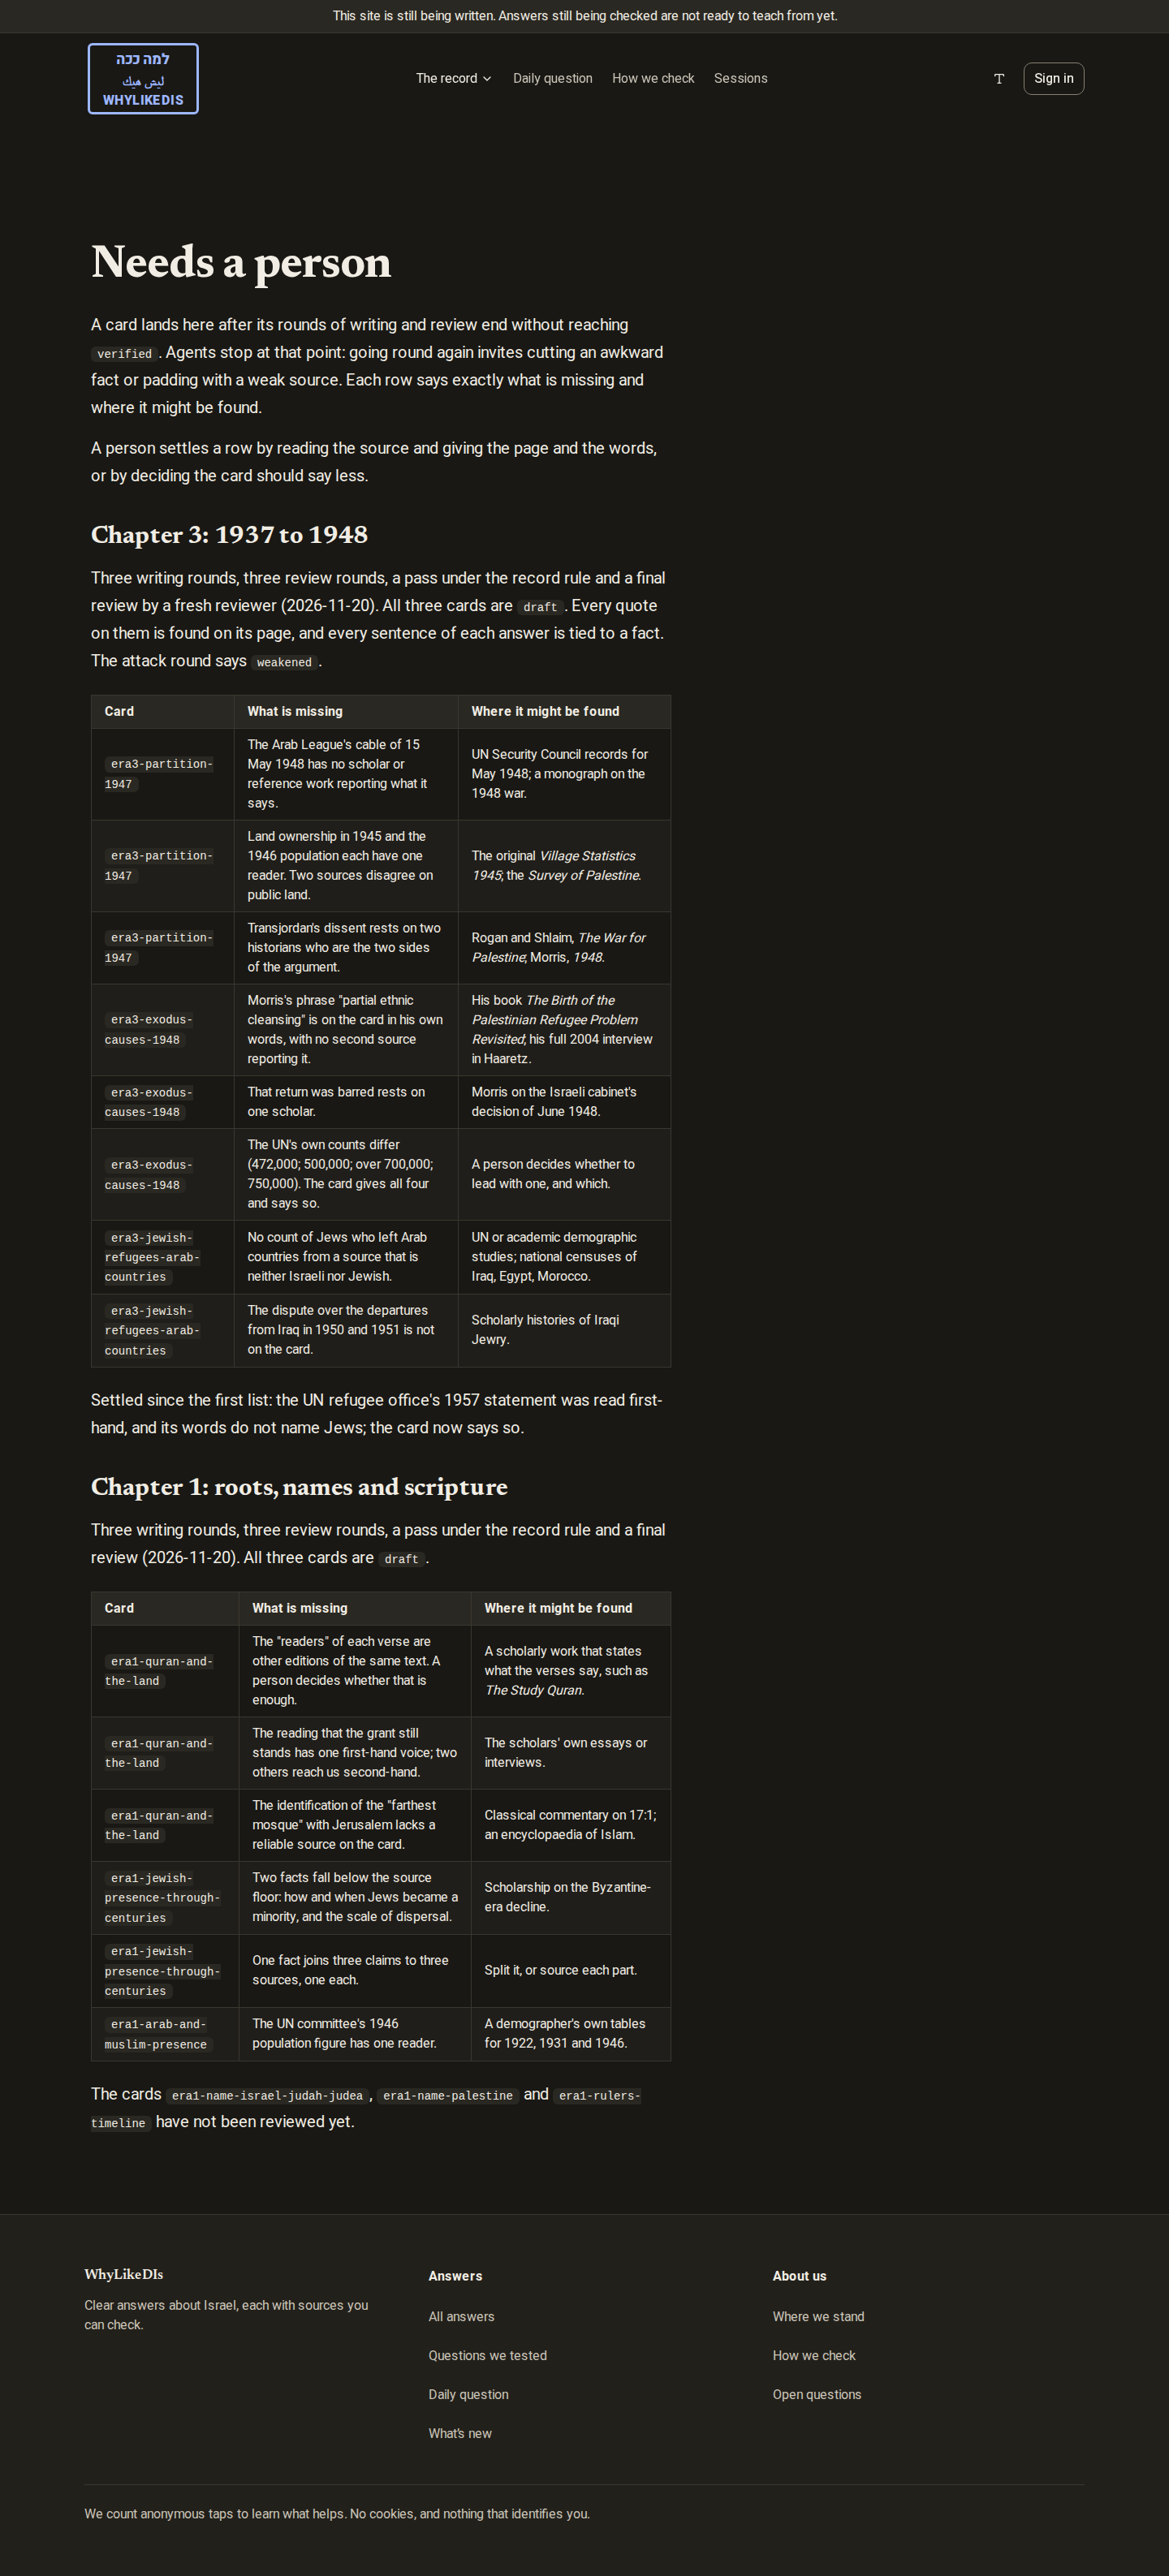 This site is still being written. Answers still being checked are not ready to teach from yet.
למה ככה
ليش هيك
WHYLIKEDIS
The record
Daily question
How we check
Sessions
T
Sign in
Needs a person
A card lands here after its rounds of writing and review end without reaching
verified. Agents stop at that point: going round again invites cutting an awkward
fact or padding with a weak source. Each row says exactly what is missing and
where it might be found.
A person settles a row by reading the source and giving the page and the words,
or by deciding the card should say less.
Chapter 3: 1937 to 1948
Three writing rounds, three review rounds, a pass under the record rule and a final
review by a fresh reviewer (2026-11-20). All three cards are draft. Every quote
on them is found on its page, and every sentence of each answer is tied to a fact.
The attack round says weakened.
Card
What is missing
Where it might be found
era3-partition-
1947
The Arab League's cable of 15
May 1948 has no scholar or
reference work reporting what it
says.
UN Security Council records for
May 1948; a monograph on the
1948 war.
era3-partition-
1947
Land ownership in 1945 and the
1946 population each have one
reader. Two sources disagree on
public land.
The original Village Statistics
1945; the Survey of Palestine.
era3-partition-
1947
Transjordan's dissent rests on two
historians who are the two sides
of the argument.
Rogan and Shlaim, The War for
Palestine; Morris, 1948.
era3-exodus-
causes-1948
Morris's phrase "partial ethnic
cleansing" is on the card in his own
words, with no second source
reporting it.
His book The Birth of the
Palestinian Refugee Problem
Revisited; his full 2004 interview
in Haaretz.
era3-exodus-
causes-1948
That return was barred rests on
one scholar.
Morris on the Israeli cabinet's
decision of June 1948.
era3-exodus-
causes-1948
The UN's own counts differ
(472,000; 500,000; over 700,000;
750,000). The card gives all four
and says so.
A person decides whether to
lead with one, and which.
era3-jewish-
refugees-arab-
countries
No count of Jews who left Arab
countries from a source that is
neither Israeli nor Jewish.
UN or academic demographic
studies; national censuses of
Iraq, Egypt, Morocco.
era3-jewish-
refugees-arab-
countries
The dispute over the departures
from Iraq in 1950 and 1951 is not
on the card.
Scholarly histories of Iraqi
Jewry.
Settled since the first list: the UN refugee office's 1957 statement was read first-
hand, and its words do not name Jews; the card now says so.
Chapter 1: roots, names and scripture
Three writing rounds, three review rounds, a pass under the record rule and a final
review (2026-11-20). All three cards are draft.
Card
What is missing
Where it might be found
era1-quran-and-
the-land
The "readers" of each verse are
other editions of the same text. A
person decides whether that is
enough.
A scholarly work that states
what the verses say, such as
The Study Quran.
era1-quran-and-
the-land
The reading that the grant still
stands has one first-hand voice; two
others reach us second-hand.
The scholars' own essays or
interviews.
era1-quran-and-
the-land
The identification of the "farthest
mosque" with Jerusalem lacks a
reliable source on the card.
Classical commentary on 17:1;
an encyclopaedia of Islam.
era1-jewish-
presence-through-
centuries
Two facts fall below the source
floor: how and when Jews became a
minority, and the scale of dispersal.
Scholarship on the Byzantine-
era decline.
era1-jewish-
presence-through-
centuries
One fact joins three claims to three
sources, one each.
Split it, or source each part.
era1-arab-and-
muslim-presence
The UN committee's 1946
population figure has one reader.
A demographer's own tables
for 1922, 1931 and 1946.
The cards era1-name-israel-judah-judea, era1-name-palestine and era1-rulers-
timeline have not been reviewed yet.
WhyLikeDIs
Clear answers about Israel, each with sources you
can check.
Answers
All answers
Questions we tested
Daily question
What's new
About us
Where we stand
How we check
Open questions
We count anonymous taps to learn what helps. No cookies, and nothing that identifies you.